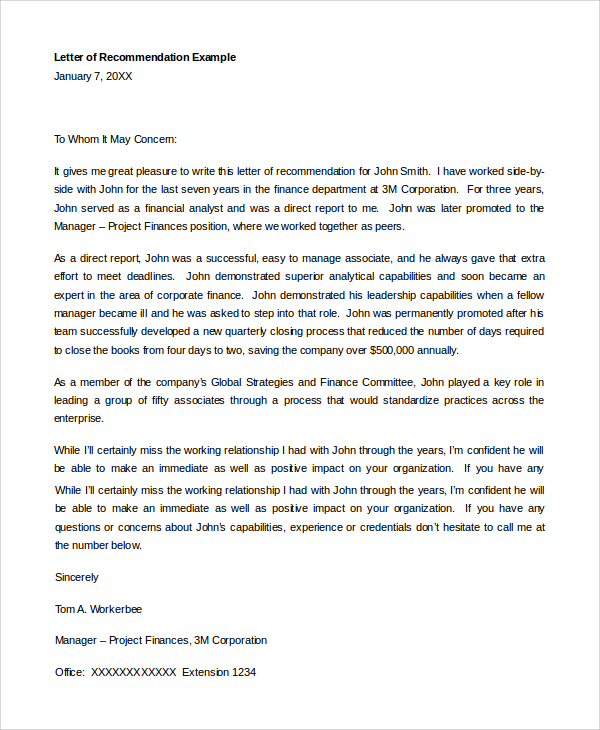 Letter of Recommendation Example
January 7, 20XX
To Whom It May Concern:
It gives me great pleasure to write this letter of recommendation for John Smith. I have worked side-by-
side with John for the last seven years in the finance department at 3M Corporation. For three years,
John served as a financial analyst and was a direct report to me. John was later promoted to the
Manager – Project Finances position, where we worked together as peers.
As a direct report, John was a successful, easy to manage associate, and he always gave that extra
effort to meet deadlines. John demonstrated superior analytical capabilities and soon became an
expert in the area of corporate finance. John demonstrated his leadership capabilities when a fellow
manager became ill and he was asked to step into that role. John was permanently promoted after his
team successfully developed a new quarterly closing process that reduced the number of days required
to close the books from four days to two, saving the company over $500,000 annually.
As a member of the company’s Global Strategies and Finance Committee, John played a key role in
leading a group of fifty associates through a process that would standardize practices across the
enterprise.
While I’ll certainly miss the working relationship I had with John through the years, I’m confident he will
be able to make an immediate as well as positive impact on your organization. If you have any
While I’ll certainly miss the working relationship I had with John through the years, I’m confident he will
be able to make an immediate as well as positive impact on your organization. If you have any
questions or concerns about John’s capabilities, experience or credentials don’t hesitate to call me at
the number below.
Sincerely
Tom A. Workerbee
Manager – Project Finances, 3M Corporation
Office: XXXXXXXXXXXX Extension 1234